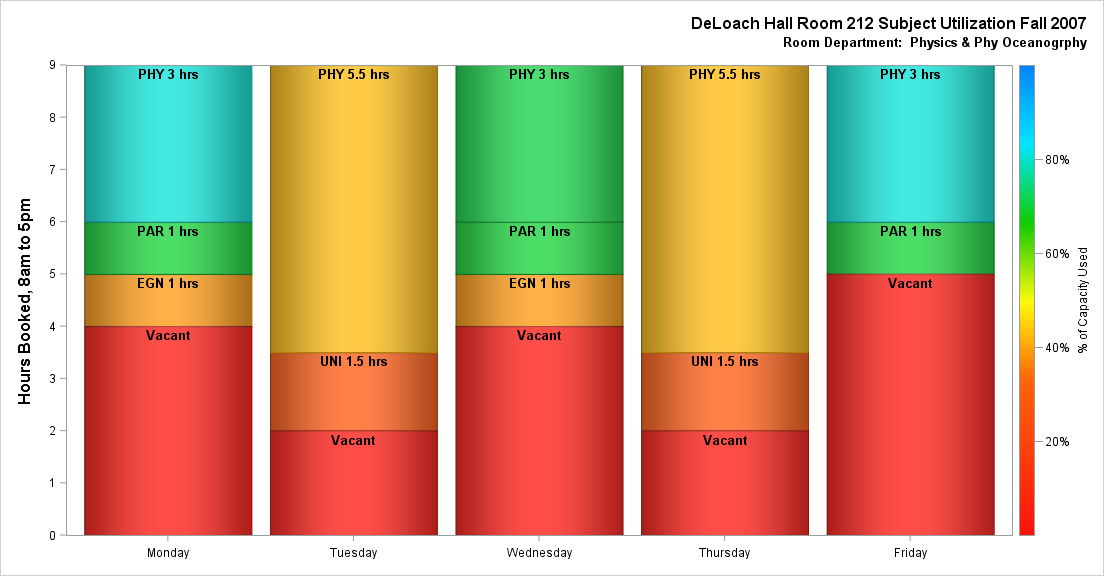 DeLoach Hall Room 212 Subject Utilization Fall 2007
Room Department:  Physics & Phy Oceanogrphy
Hours Booked, 8am to 5pm
9
8
7
6
5
4
3
2
1
0
PHY 3 hrs
PAR 1 hrs
EGN 1 hrs
Vacant
Monday
PHY 5.5 hrs
UNI 1.5 hrs
Vacant
Tuesday
PHY 3 hrs
PAR 1 hrs
EGN 1 hrs
Vacant
Wednesday
PHY 5.5 hrs
UNI 1.5 hrs
Vacant
Thursday
PHY 3 hrs
PAR 1 hrs
Vacant
Friday
80%
60%
40%
20%
% of Capacity Used